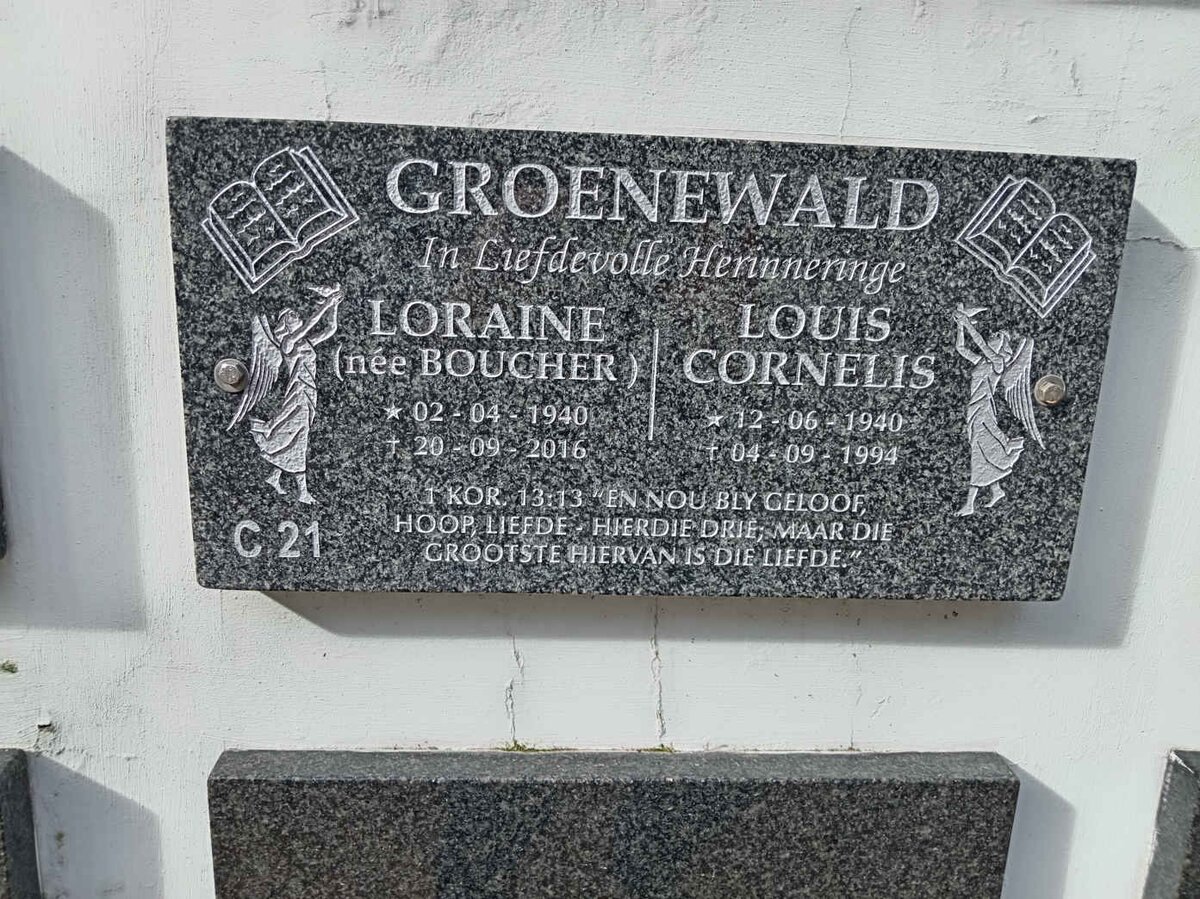 GROENEWALD
In Liefdevolle Herinneringe
LORAINE
(née BOUCHER)
★ 02 - 04 - 1940
† 20 - 09 - 2016
LOUIS
CORNELIS
★ 12 - 06 - 1940
† 04 - 09 - 1994
1 KOR. 13:13 "EN NOU BLY GELOOF,
HOOP, LIEFDE - HIERDIE DRIE; MAAR DIE
GROOTSTE HIERVAN IS DIE LIEFDE."
C 21